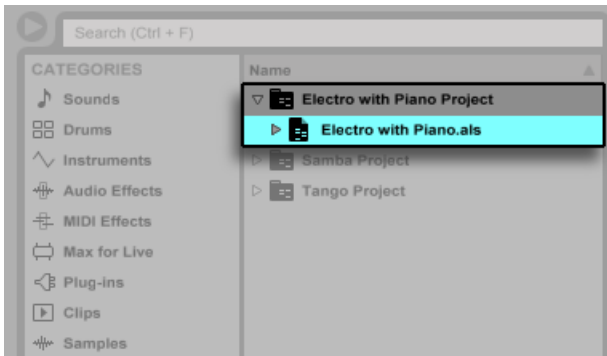 Search (Ctrl + F)
CATEGORIES
Sounds
Drums
Instruments
Audio Effects
MIDI Effects
Max for Live
Plug-ins
Clips
Samples
Name
Electro with Piano Project
Electro with Piano.als
Samba Project
Tango Project